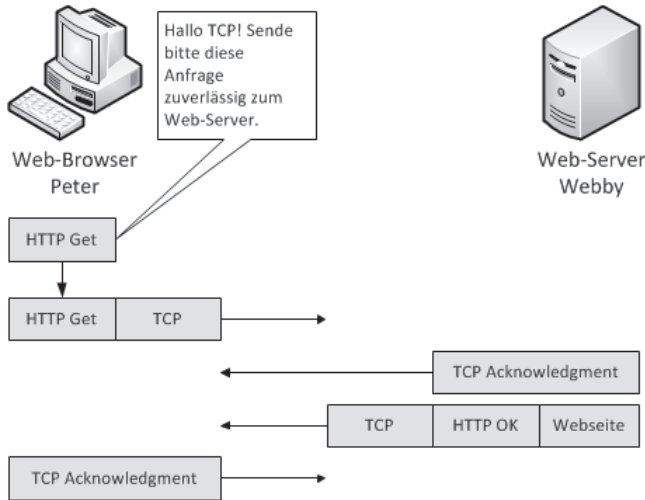 Hallo TCP! Sende
bitte diese
Anfrage
zuverlässig zum
Web-Server.
Web-Browser
Peter
Web-Server
Webby
HTTP Get
HTTP Get
TCP
TCP Acknowledgment
TCP
HTTP OK
Webseite
TCP Acknowledgment